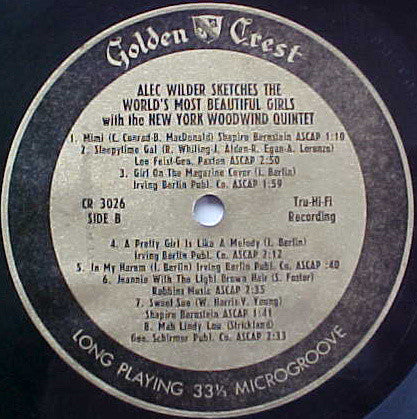 Golden Crest
ALEC WILDER SKETCHES THE
WORLD'S MOST BEAUTIFUL GIRLS
with the NEW YORK WOODWIND QUINTET
1. Mimi (C. Conrad-B. MacDonald) Shapiro Bernstein ASCAP 1:10
2. Sleepytime Gal (R. Whiting-J. Alden-R. Egan-A. Lorenzo)
Leo Feist-Geo. Paxton ASCAP 2:50
3. Girl On The Magazine Cover (I. Berlin)
Irving Berlin Publ. Co. ASCAP 1:59
CR 3026
SIDE B
Tru-Hi-Fi
Recording
4. A Pretty Girl Is Like A Melody (I. Berlin)
Irving Berlin Publ. Co. ASCAP 2:12
5. In My Harem (I. Berlin) Irving Berlin Publ. Co. ASCAP :40
6. Jeannie With The Light Brown Hair (S. Foster)
Robbins Music ASCAP 2:35
7. Sweet Sue (W. Harris-V. Young)
Shapiro Bernstein ASCAP 1:41
8. Mah Lindy Lou (Strickland)
Geo. Schirmer Publ. Co. ASCAP 2:33
LONG PLAYING 33⅓ MICROGROOVE